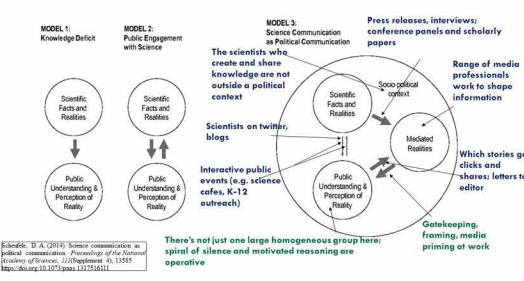 MODEL 1:
Knowledge Deficit
Scientific
Facts and
Realities
Public
Understanding &
Perception of
Reality
MODEL 2:
Public Engagement
with Science
Scientific
Facts and
Realities
Public
Understanding &
Perception of
Reality
MODEL 3:
Science Communication
as Political Communication
Scientific
Facts and
Realities
Socio-political
context
Mediated
Realities
Public
Understanding &
Perception of
Reality
Press releases, interviews;
conference panels and scholarly
papers
The scientists who
create and share
knowledge are not
outside a political
context
Range of media
professionals
work to shape
information
Scientists on twitter,
blogs
Interactive public
events (e.g. science
cafes, K-12
outreach)
Which stories ge
clicks and
shares; letters to
editor
Gatekeeping,
framing, media
priming at work
There's not just one large homogeneous group here;
spiral of silence and motivated reasoning are
operative
Scheufele, D. A. (2014). Science communication as
political communication. Proceedings of the National
Academy of Sciences, 111(Supplement 4), 13585.
https://doi.org/10.1073/pnas.1317516111